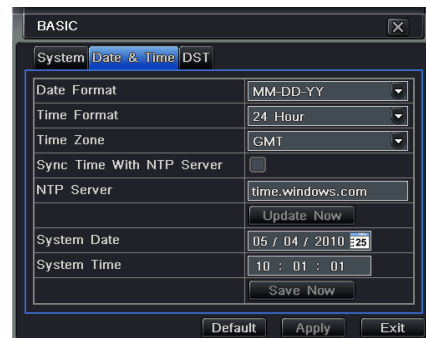 BASIC
System Date & Time DST
Date Format MM-DD-YY
Time Format 24 Hour
Time Zone GMT
Sync Time With NTP Server
NTP Server time.windows.com
Update Now
System Date 05 / 04 / 2010 25
System Time 10 : 01 : 01
Save Now
Default Apply Exit